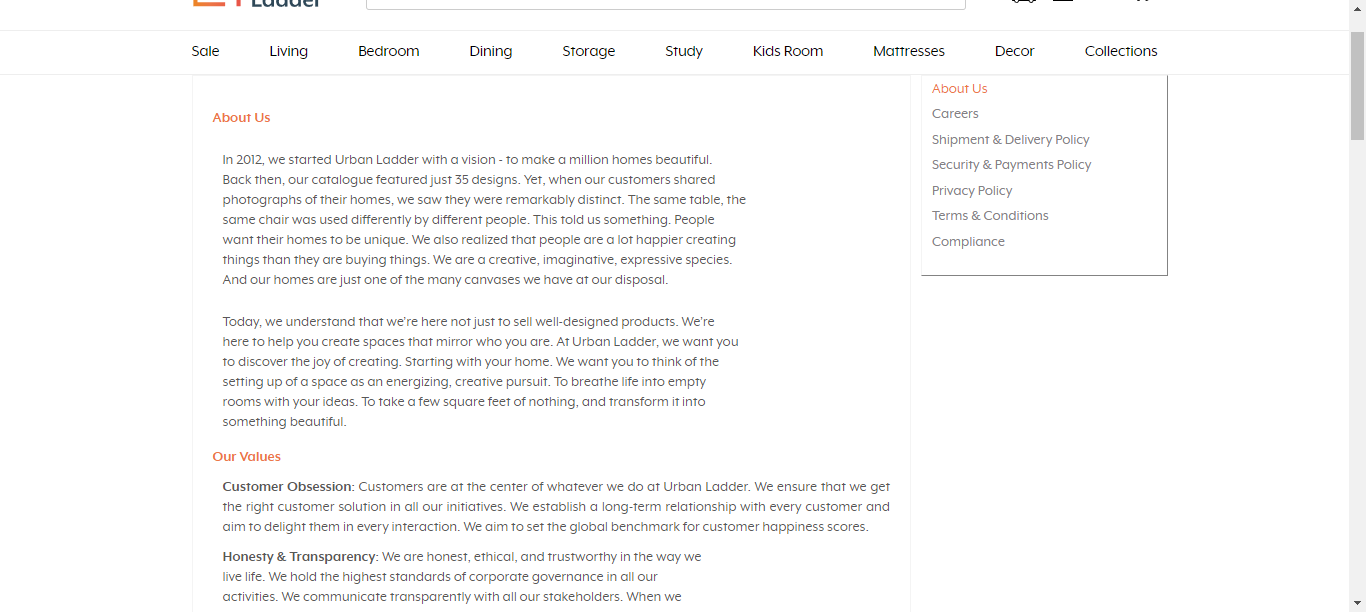 Ladder
Sale Living Bedroom Dining Storage Study Kids Room Mattresses Decor Collections
About Us
In 2012, we started Urban Ladder with a vision - to make a million homes beautiful.
Back then, our catalogue featured just 35 designs. Yet, when our customers shared
photographs of their homes, we saw they were remarkably distinct. The same table, the
same chair was used differently by different people. This told us something. People
want their homes to be unique. We also realized that people are a lot happier creating
things than they are buying things. We are a creative, imaginative, expressive species.
And our homes are just one of the many canvases we have at our disposal.
Today, we understand that we're here not just to sell well-designed products. We're
here to help you create spaces that mirror who you are. At Urban Ladder, we want you
to discover the joy of creating. Starting with your home. We want you to think of the
setting up of a space as an energizing, creative pursuit. To breathe life into empty
rooms with your ideas. To take a few square feet of nothing, and transform it into
something beautiful.
Our Values
Customer Obsession: Customers are at the center of whatever we do at Urban Ladder. We ensure that we get
the right customer solution in all our initiatives. We establish a long-term relationship with every customer and
aim to delight them in every interaction. We aim to set the global benchmark for customer happiness scores.
Honesty & Transparency: We are honest, ethical, and trustworthy in the way we
live life. We hold the highest standards of corporate governance in all our
activities. We communicate transparently with all our stakeholders. When we
About Us
Careers
Shipment & Delivery Policy
Security & Payments Policy
Privacy Policy
Terms & Conditions
Compliance